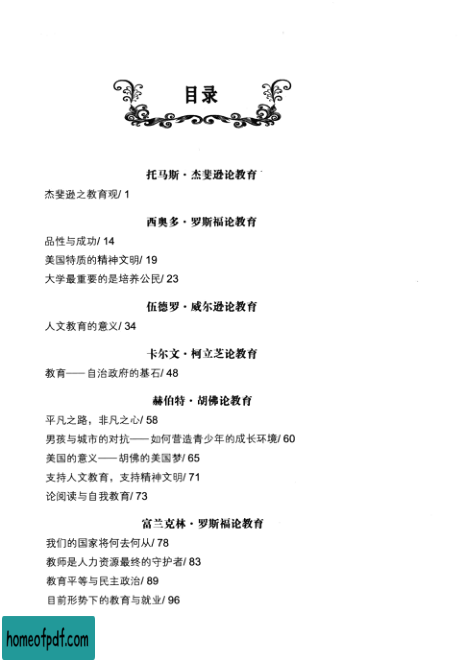 目录
托马斯·杰斐逊论教育
杰斐逊之教育观/ 1
西奥多·罗斯福论教育
品性与成功/ 14
美国特质的精神文明/ 19
大学最重要的是培养公民/ 23
伍德罗·威尔逊论教育
人文教育的意义/ 34
卡尔文·柯立芝论教育
教育——自治政府的基石/ 48
赫伯特·胡佛论教育
平凡之路，非凡之心/ 58
男孩与城市的对抗——如何营造青少年的成长环境/ 60
美国的意义——胡佛的美国梦/ 65
支持人文教育，支持精神文明/ 71
论阅读与自我教育/ 73
富兰克林·罗斯福论教育
我们的国家将何去何从/ 78
教师是人力资源最终的守护者/ 83
教育平等与民主政治/ 89
目前形势下的教育与就业/ 96
homeofpdf.com